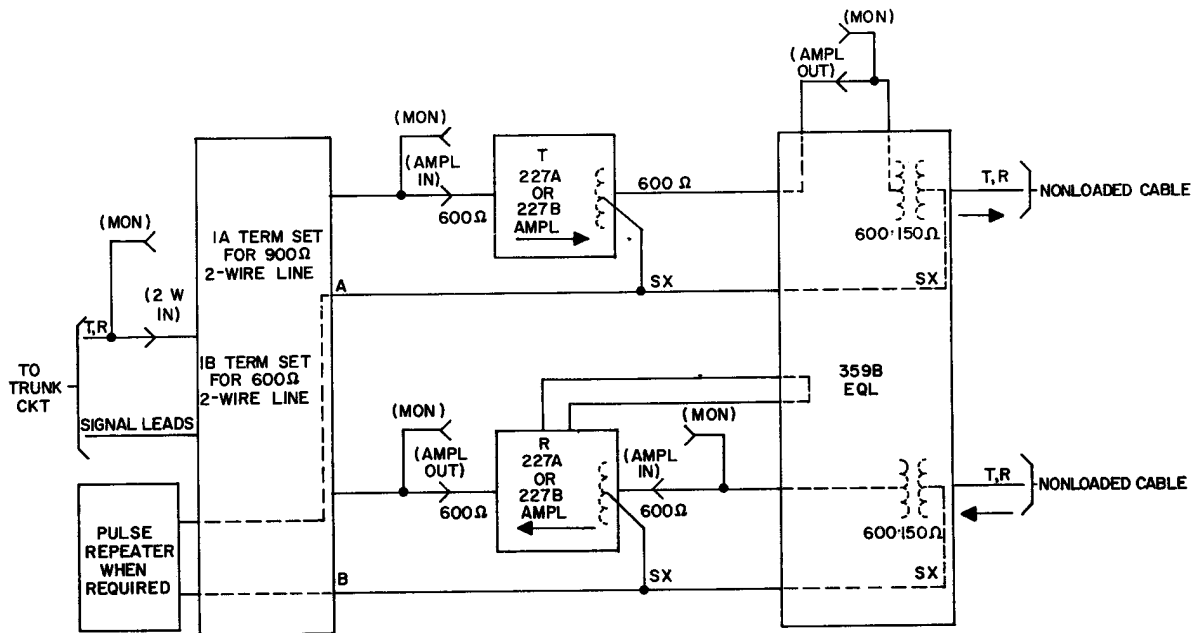 (MON)
(AMPL
OUT)
(MON)
(AMPL
IN)
600Ω
T
227A
OR
227B
AMPL
600Ω
600:150Ω
T,R
NONLOADED CABLE
1A TERM SET
FOR 900Ω
2-WIRE LINE
(MON)
(2 W
IN)
T,R
A
SX
SX
TO
TRUNK
CKT
1B TERM SET
FOR 600Ω
2-WIRE LINE
359B
EQL
SIGNAL LEADS
(MON)
(AMPL
OUT)
600Ω
R
227A
OR
227B
AMPL
(MON)
(AMPL
IN)
600Ω
600:150Ω
T,R
NONLOADED CABLE
PULSE
REPEATER
WHEN
REQUIRED
B
SX
SX